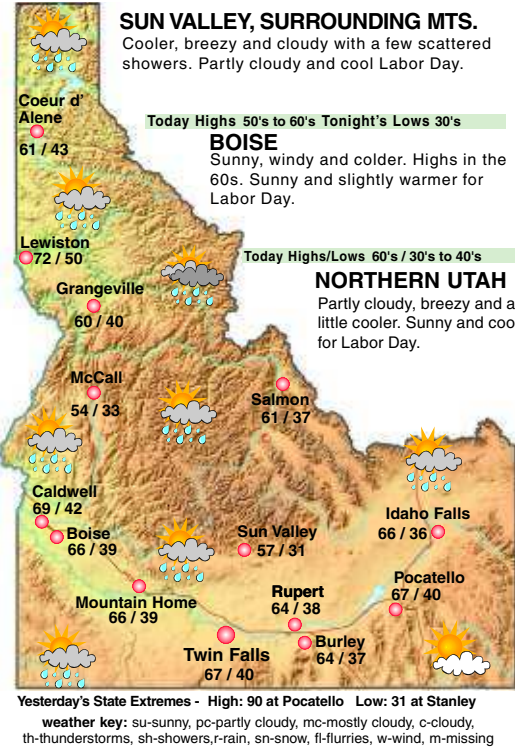 SUN VALLEY, SURROUNDING MTS.
Cooler, breezy and cloudy with a few scattered
showers. Partly cloudy and cool Labor Day.
Today Highs 50's to 60's Tonight's Lows 30's
BOISE
Sunny, windy and colder. Highs in the
60s. Sunny and slightly warmer for
Labor Day.
Today Highs/Lows 60's / 30's to 40's
NORTHERN UTAH
Partly cloudy, breezy and a
little cooler. Sunny and coo
for Labor Day.
Coeur d'
Alene
61 / 43
Lewiston
72 / 50
Grangeville
60 / 40
McCall
54 / 33
Salmon
61 / 37
Caldwell
69 / 42
Boise
66 / 39
Sun Valley
57 / 31
Idaho Falls
66 / 36
Mountain Home
66 / 39
Rupert
64 / 38
Pocatello
67 / 40
Twin Falls
67 / 40
Burley
64 / 37
Yesterday's State Extremes - High: 90 at Pocatello Low: 31 at Stanley
weather key: su-sunny, pc-partly cloudy, mc-mostly cloudy, c-cloudy,
th-thunderstorms, sh-showers,r-rain, sn-snow, fl-flurries, w-wind, m-missing